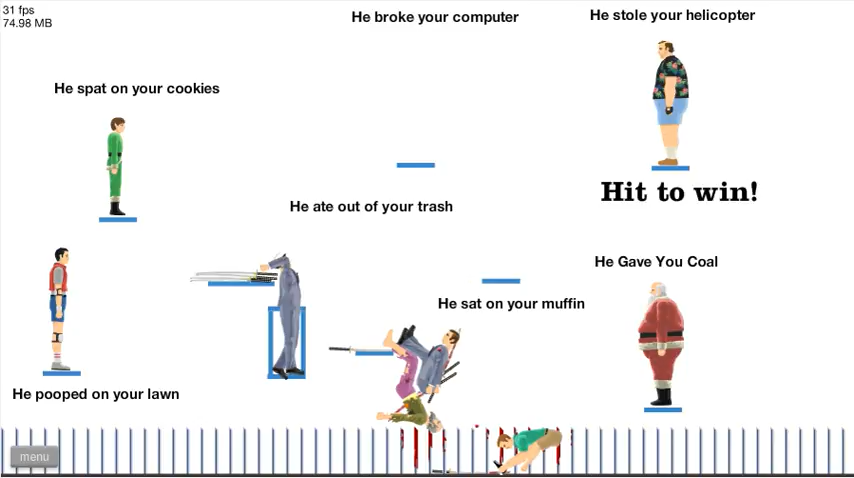 31 fps
74.98 MB
He broke your computer
He stole your helicopter
He spat on your cookies
Hit to win!
He ate out of your trash
He Gave You Coal
He sat on your muffin
He pooped on your lawn
menu